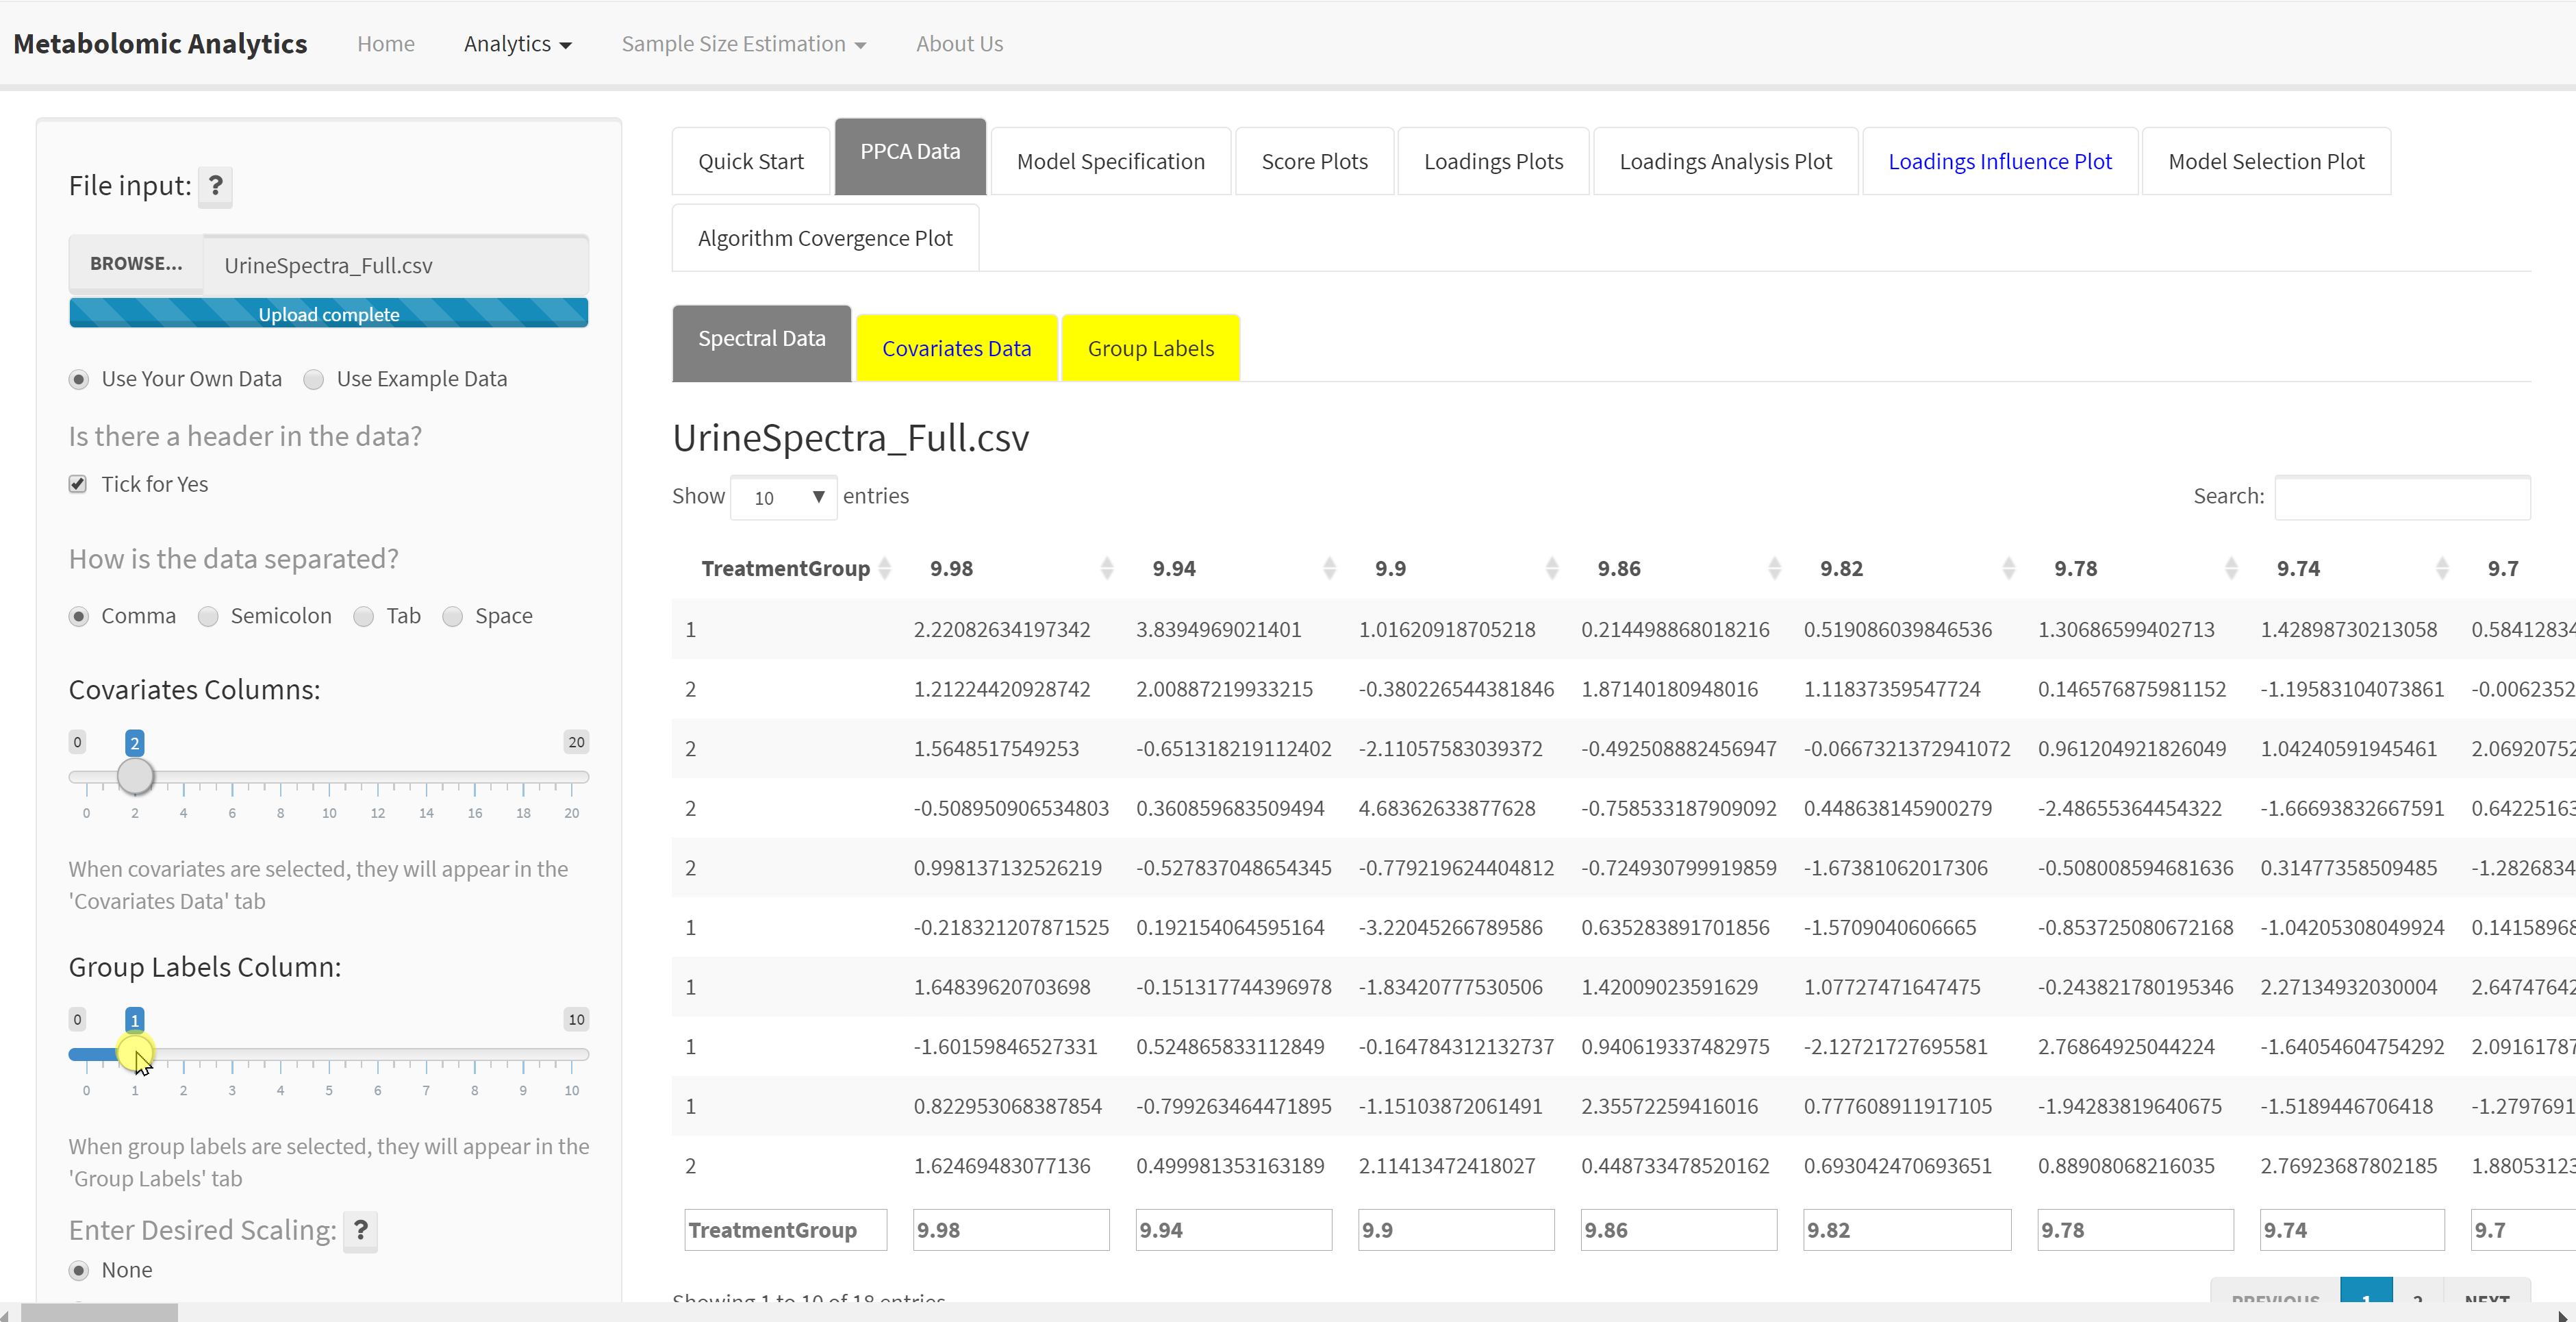 Metabolomic Analytics Home Analytics Sample Size Estimation About Us
File input: ?
BROWSE... UrineSpectra_Full.csv
Upload complete
Use Your Own Data Use Example Data
Is there a header in the data?
Tick for Yes
How is the data separated?
Comma Semicolon Tab Space
Covariates Columns:
0 2 20
0 2 4 6 8 10 12 14 16 18 20
When covariates are selected, they will appear in the
'Covariates Data' tab
Group Labels Column:
0 1 10
0 1 2 3 4 5 6 7 8 9 10
When group labels are selected, they will appear in the
'Group Labels' tab
Enter Desired Scaling: ?
None
Quick Start PPCA Data Model Specification Score Plots Loadings Plots Loadings Analysis Plot Loadings Influence Plot Model Selection Plot
Algorithm Covergence Plot
Spectral Data Covariates Data Group Labels
UrineSpectra_Full.csv
Show 10 entries Search:
TreatmentGroup 9.98 9.94 9.9 9.86 9.82 9.78 9.74 9.7
1 2.22082634197342 3.8394969021401 1.01620918705218 0.214498868018216 0.519086039846536 1.30686599402713 1.42898730213058 0.58412834
2 1.21224420928742 2.00887219933215 -0.380226544381846 1.87140180948016 1.11837359547724 0.146576875981152 -1.19583104073861 -0.0062352
2 1.5648517549253 -0.651318219112402 -2.11057583039372 -0.492508882456947 -0.0667321372941072 0.961204921826049 1.04240591945461 2.06920752
2 -0.508950906534803 0.360859683509494 4.68362633877628 -0.758533187909092 0.448638145900279 -2.48655364454322 -1.66693832667591 0.64225163
2 0.998137132526219 -0.527837048654345 -0.779219624404812 -0.724930799919859 -1.67381062017306 -0.508008594681636 0.31477358509485 -1.2826834
1 -0.218321207871525 0.192154064595164 -3.22045266789586 0.635283891701856 -1.5709040606665 -0.853725080672168 -1.04205308049924 0.14158968
1 1.64839620703698 -0.151317744396978 -1.83420777530506 1.42009023591629 1.07727471647475 -0.243821780195346 2.27134932030004 2.64747642
1 -1.60159846527331 0.524865833112849 -0.164784312132737 0.940619337482975 -2.12721727695581 2.76864925044224 -1.64054604754292 2.09161787
1 0.822953068387854 -0.799263464471895 -1.15103872061491 2.35572259416016 0.777608911917105 -1.94283819640675 -1.5189446706418 -1.2797691
2 1.62469483077136 0.499981353163189 2.11413472418027 0.448733478520162 0.693042470693651 0.88908068216035 2.76923687802185 1.88053123
TreatmentGroup 9.98 9.94 9.9 9.86 9.82 9.78 9.74 9.7
Showing 1 to 10 of 18 entries PREVIOUS 1 2 NEXT